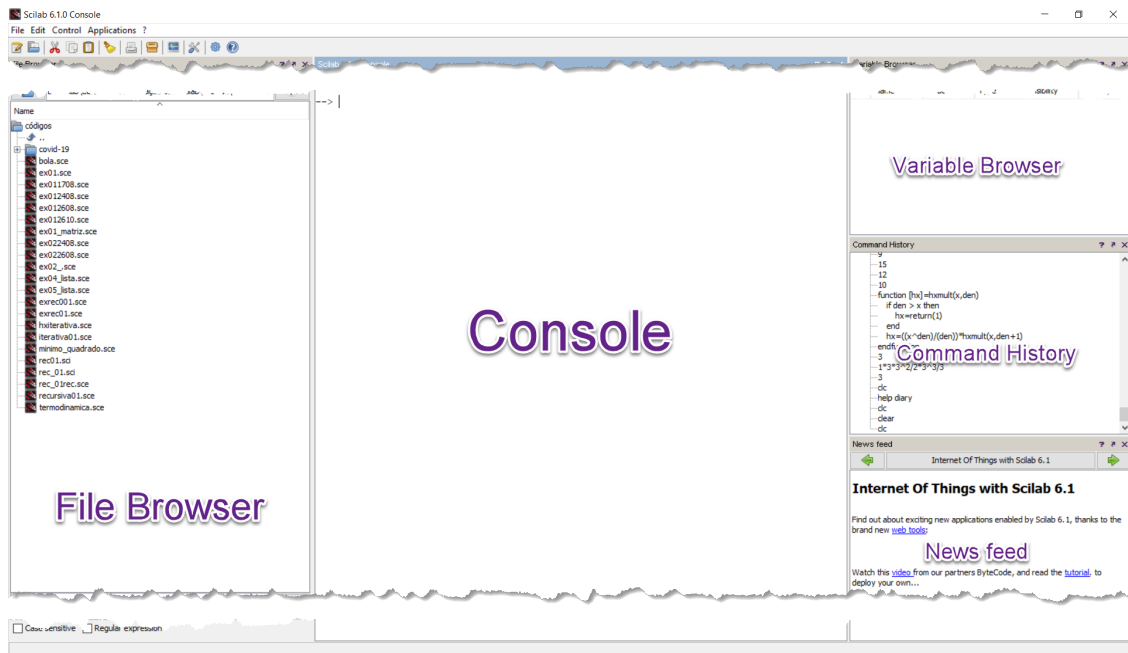 Scilab 6.1.0 Console
File Edit Control Applications ?
Variable Browser
-->
Name
códigos
..
covid-19
bola.sce
ex01.sce
ex011708.sce
ex012408.sce
ex012608.sce
ex012610.sce
ex01_matriz.sce
ex022408.sce
ex022608.sce
ex02_.sce
ex04_lista.sce
ex05_lista.sce
exrec001.sce
exrec01.sce
hxiterativa.sce
iterativa01.sce
minimo_quadrado.sce
rec01.sci
rec_01.sci
rec_01rec.sce
recursiva01.sce
termodinamica.sce
File Browser
Case sensitive Regular expression
Console
Variable Browser
Command History
9
15
12
10
function [hx]=hxmult(x,den)
if den > x then
hx=return(1)
end
hx=((x^den)/(den))*hxmult(x,den+1)
Command History
3
1*3*3^2/2*3^3/3
3
clc
help diary
clc
clear
clc
News feed
Internet Of Things with Scilab 6.1
Internet Of Things with Scilab 6.1
Find out about exciting new applications enabled by Scilab 6.1, thanks to the
brand new web tools:
News feed
Watch this video from our partners ByteCode, and read the tutorial, to
deploy your own...